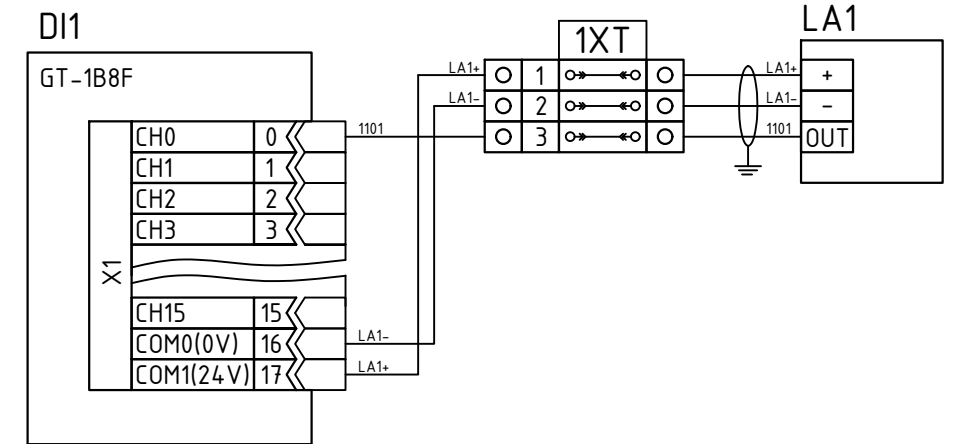 DI1
GT-1B8F
X1
CH0 0 1101
CH1 1
CH2 2
CH3 3
CH15 15
COM0(0V) 16 LA1-
COM1(24V) 17 LA1+
1XT
LA1+ 1 LA1+
LA1- 2 LA1-
3 1101
LA1
+
-
OUT